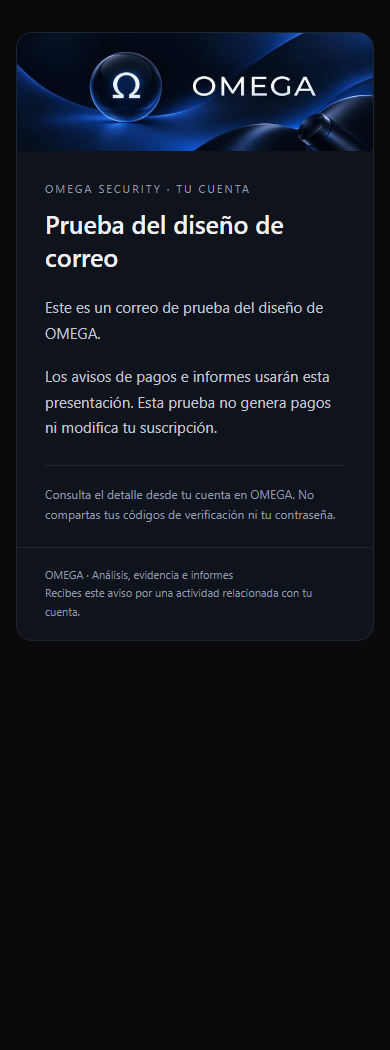 Ω OMEGA
OMEGA SECURITY · TU CUENTA
Prueba del diseño de
correo
Este es un correo de prueba del diseño de
OMEGA.
Los avisos de pagos e informes usarán esta
presentación. Esta prueba no genera pagos
ni modifica tu suscripción.
Consulta el detalle desde tu cuenta en OMEGA. No
compartas tus códigos de verificación ni tu contraseña.
OMEGA · Análisis, evidencia e informes
Recibes este aviso por una actividad relacionada con tu
cuenta.